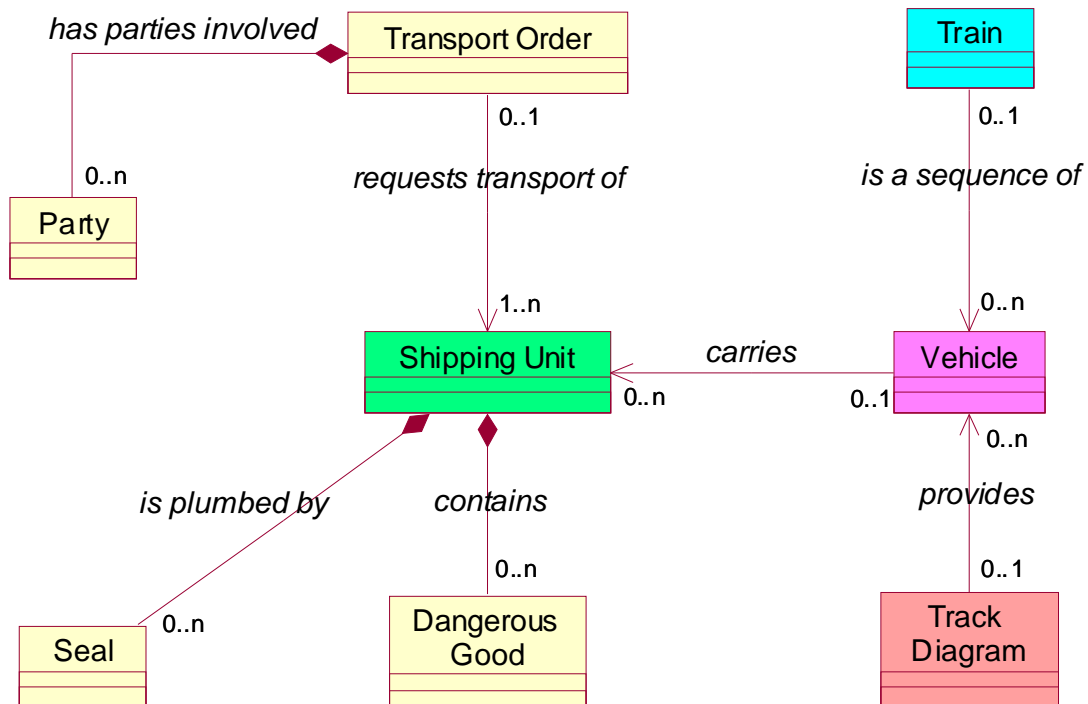 has parties involved
Transport Order
Train
0..1
0..1
requests transport of
is a sequence of
0..n
Party
1..n
0..n
Shipping Unit
carries
Vehicle
0..n
0..1
0..n
is plumbed by
contains
provides
0..n
0..1
0..n
Seal
Dangerous
Good
Track
Diagram